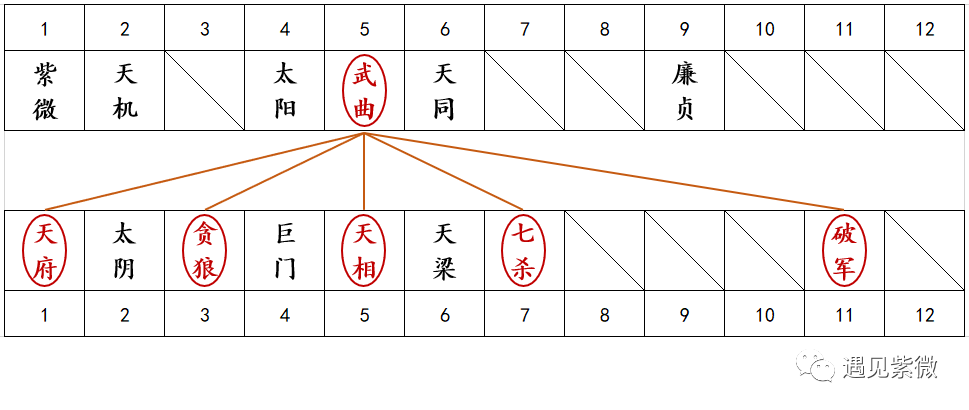 1 2 3 4 5 6 7 8 9 10 11 12
紫微 天机 太阳 武曲 天同 廉贞
天府 太阴 贪狼 巨门 天相 天梁 七杀 破军
1 2 3 4 5 6 7 8 9 10 11 12
遇见紫微